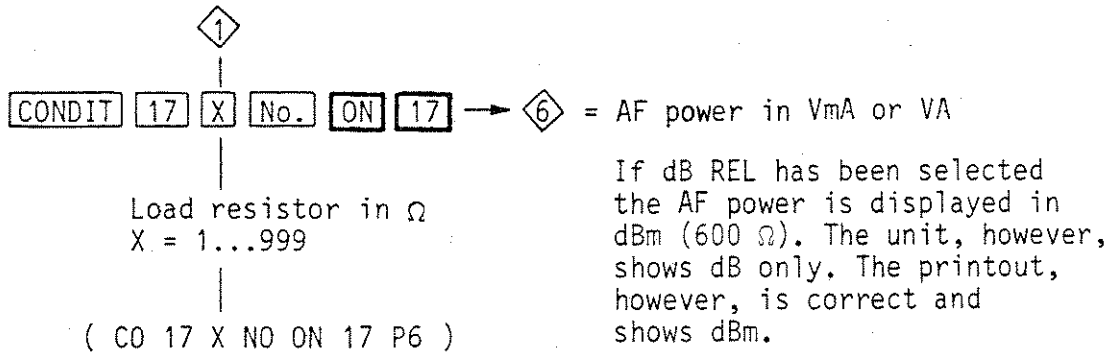 1
CONDIT 17 X No. ON 17 → 6 = AF power in VmA or VA
If dB REL has been selected
the AF power is displayed in
dBm (600 Ω). The unit, however,
shows dB only. The printout,
however, is correct and
shows dBm.
Load resistor in Ω
X = 1...999
( CO 17 X NO ON 17 P6 )